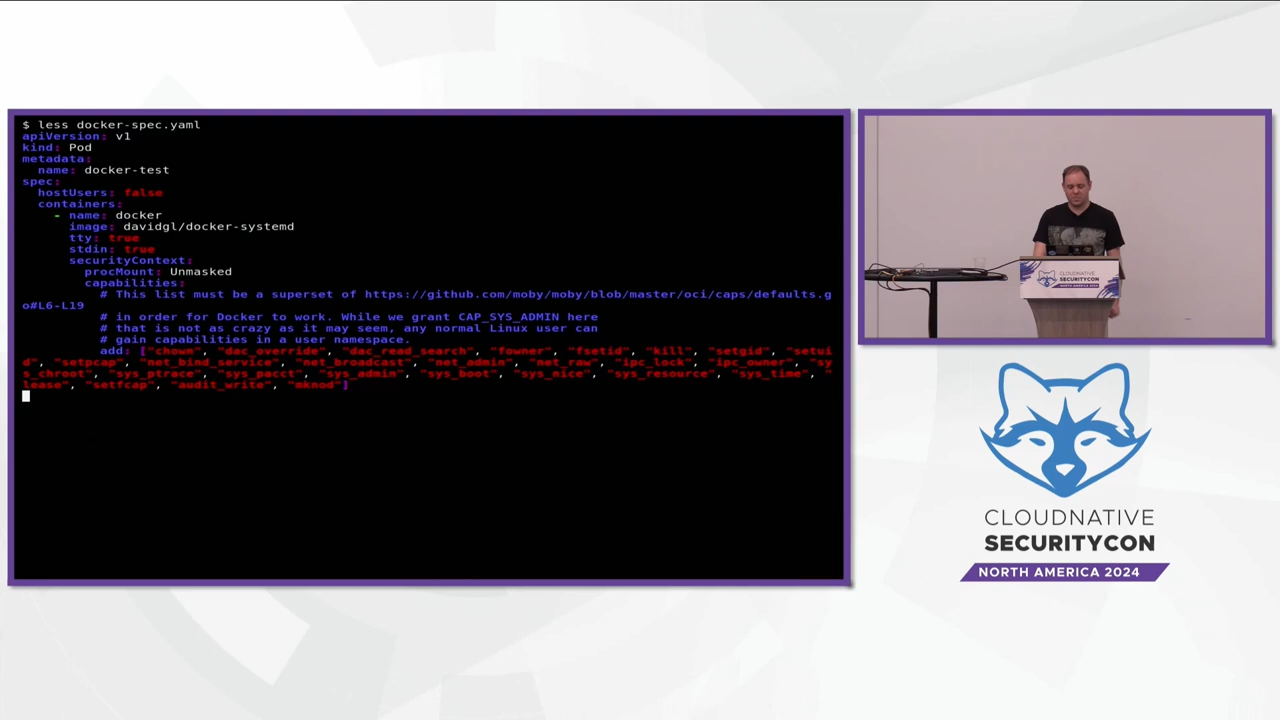 $ less docker-spec.yaml
apiVersion: v1
kind: Pod
metadata:
  name: docker-test
spec:
  hostUsers: false
  containers:
    - name: docker
      image: davidgl/docker-systemd
      tty: true
      stdin: true
      securityContext:
        procMount: Unmasked
        capabilities:
          # This list must be a superset of https://github.com/moby/moby/blob/master/oci/caps/defaults.g
o#L6-L19
          # in order for Docker to work. While we grant CAP_SYS_ADMIN here
          # that is not as crazy as it may seem, any normal Linux user can
          # gain capabilities in a user namespace.
          add: ["chown", "dac_override", "dac_read_search", "fowner", "fsetid", "kill", "setgid", "setui
d", "setpcap", "net_bind_service", "net_broadcast", "net_admin", "net_raw", "ipc_lock", "ipc_owner", "sy
s_chroot", "sys_ptrace", "sys_pacct", "sys_admin", "sys_boot", "sys_nice", "sys_resource", "sys_time", "
lease", "setfcap", "audit_write", "mknod"]
CLOUDNATIVE
SECURITYCON
NORTH AMERICA 2024
CLOUDNATIVE
SECURITYCON
NORTH AMERICA 2024